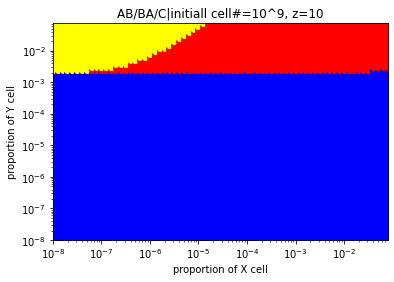 AB/BA/C|initiall cell#=10^9, z=10
proportion of Y cell
10⁻²
10⁻³
10⁻⁴
10⁻⁵
10⁻⁶
10⁻⁷
10⁻⁸
10⁻⁸ 10⁻⁷ 10⁻⁶ 10⁻⁵ 10⁻⁴ 10⁻³ 10⁻²
proportion of X cell